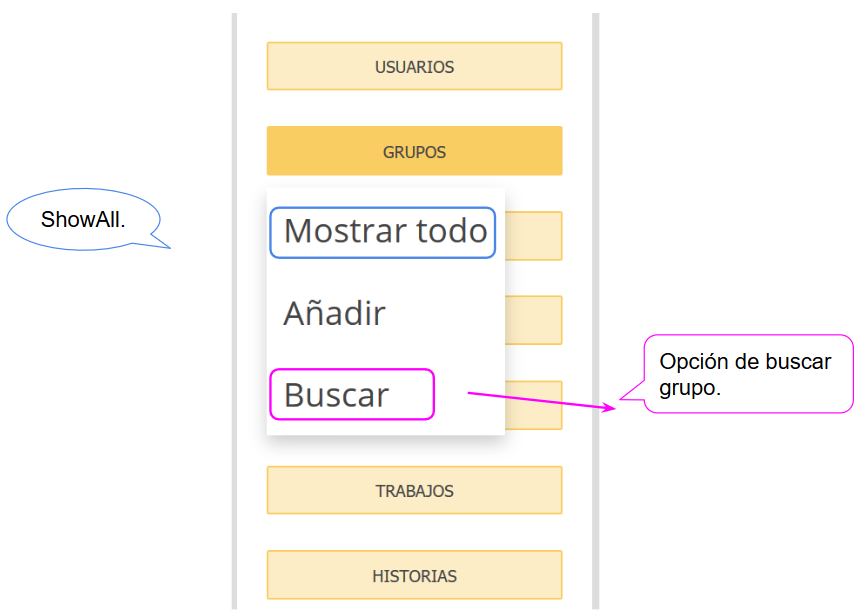 USUARIOS
GRUPOS
ShowAll.
Mostrar todo
Añadir
Buscar
Opción de buscar
grupo.
TRABAJOS
HISTORIAS